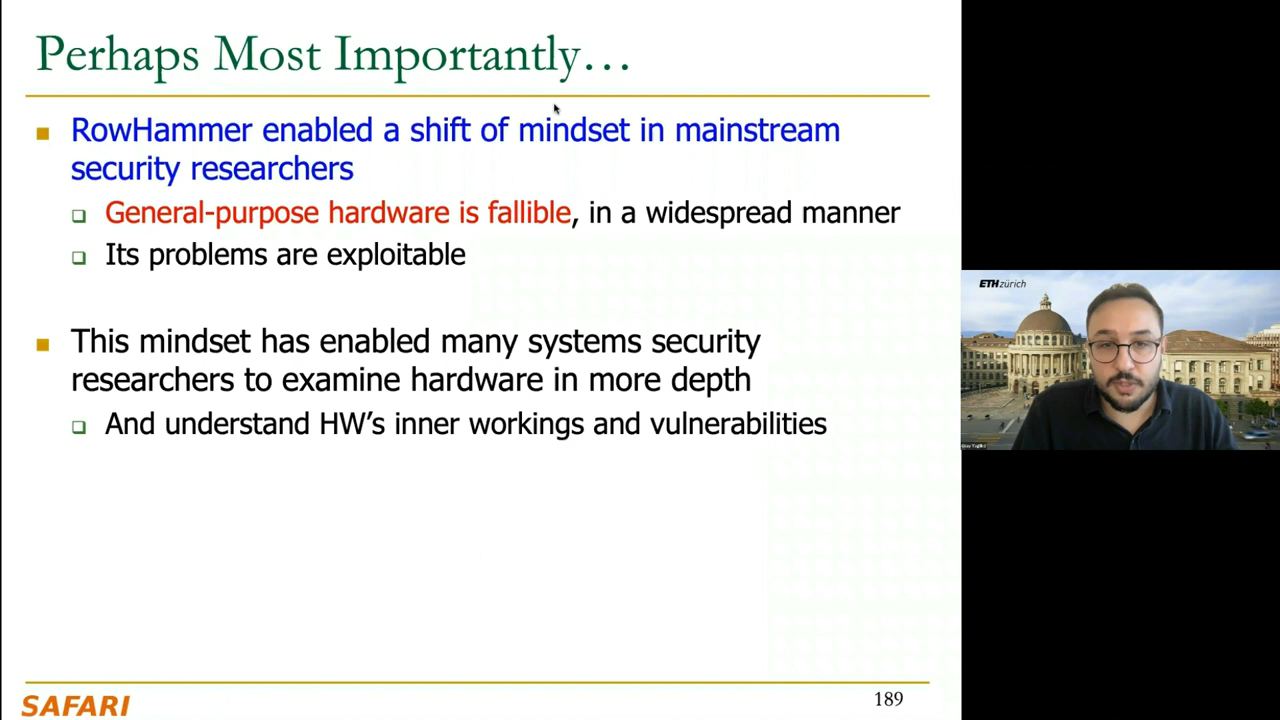 Perhaps Most Importantly…
RowHammer enabled a shift of mindset in mainstream
security researchers
General-purpose hardware is fallible, in a widespread manner
Its problems are exploitable
This mindset has enabled many systems security
researchers to examine hardware in more depth
And understand HW’s inner workings and vulnerabilities
SAFARI
189
ETH zürich